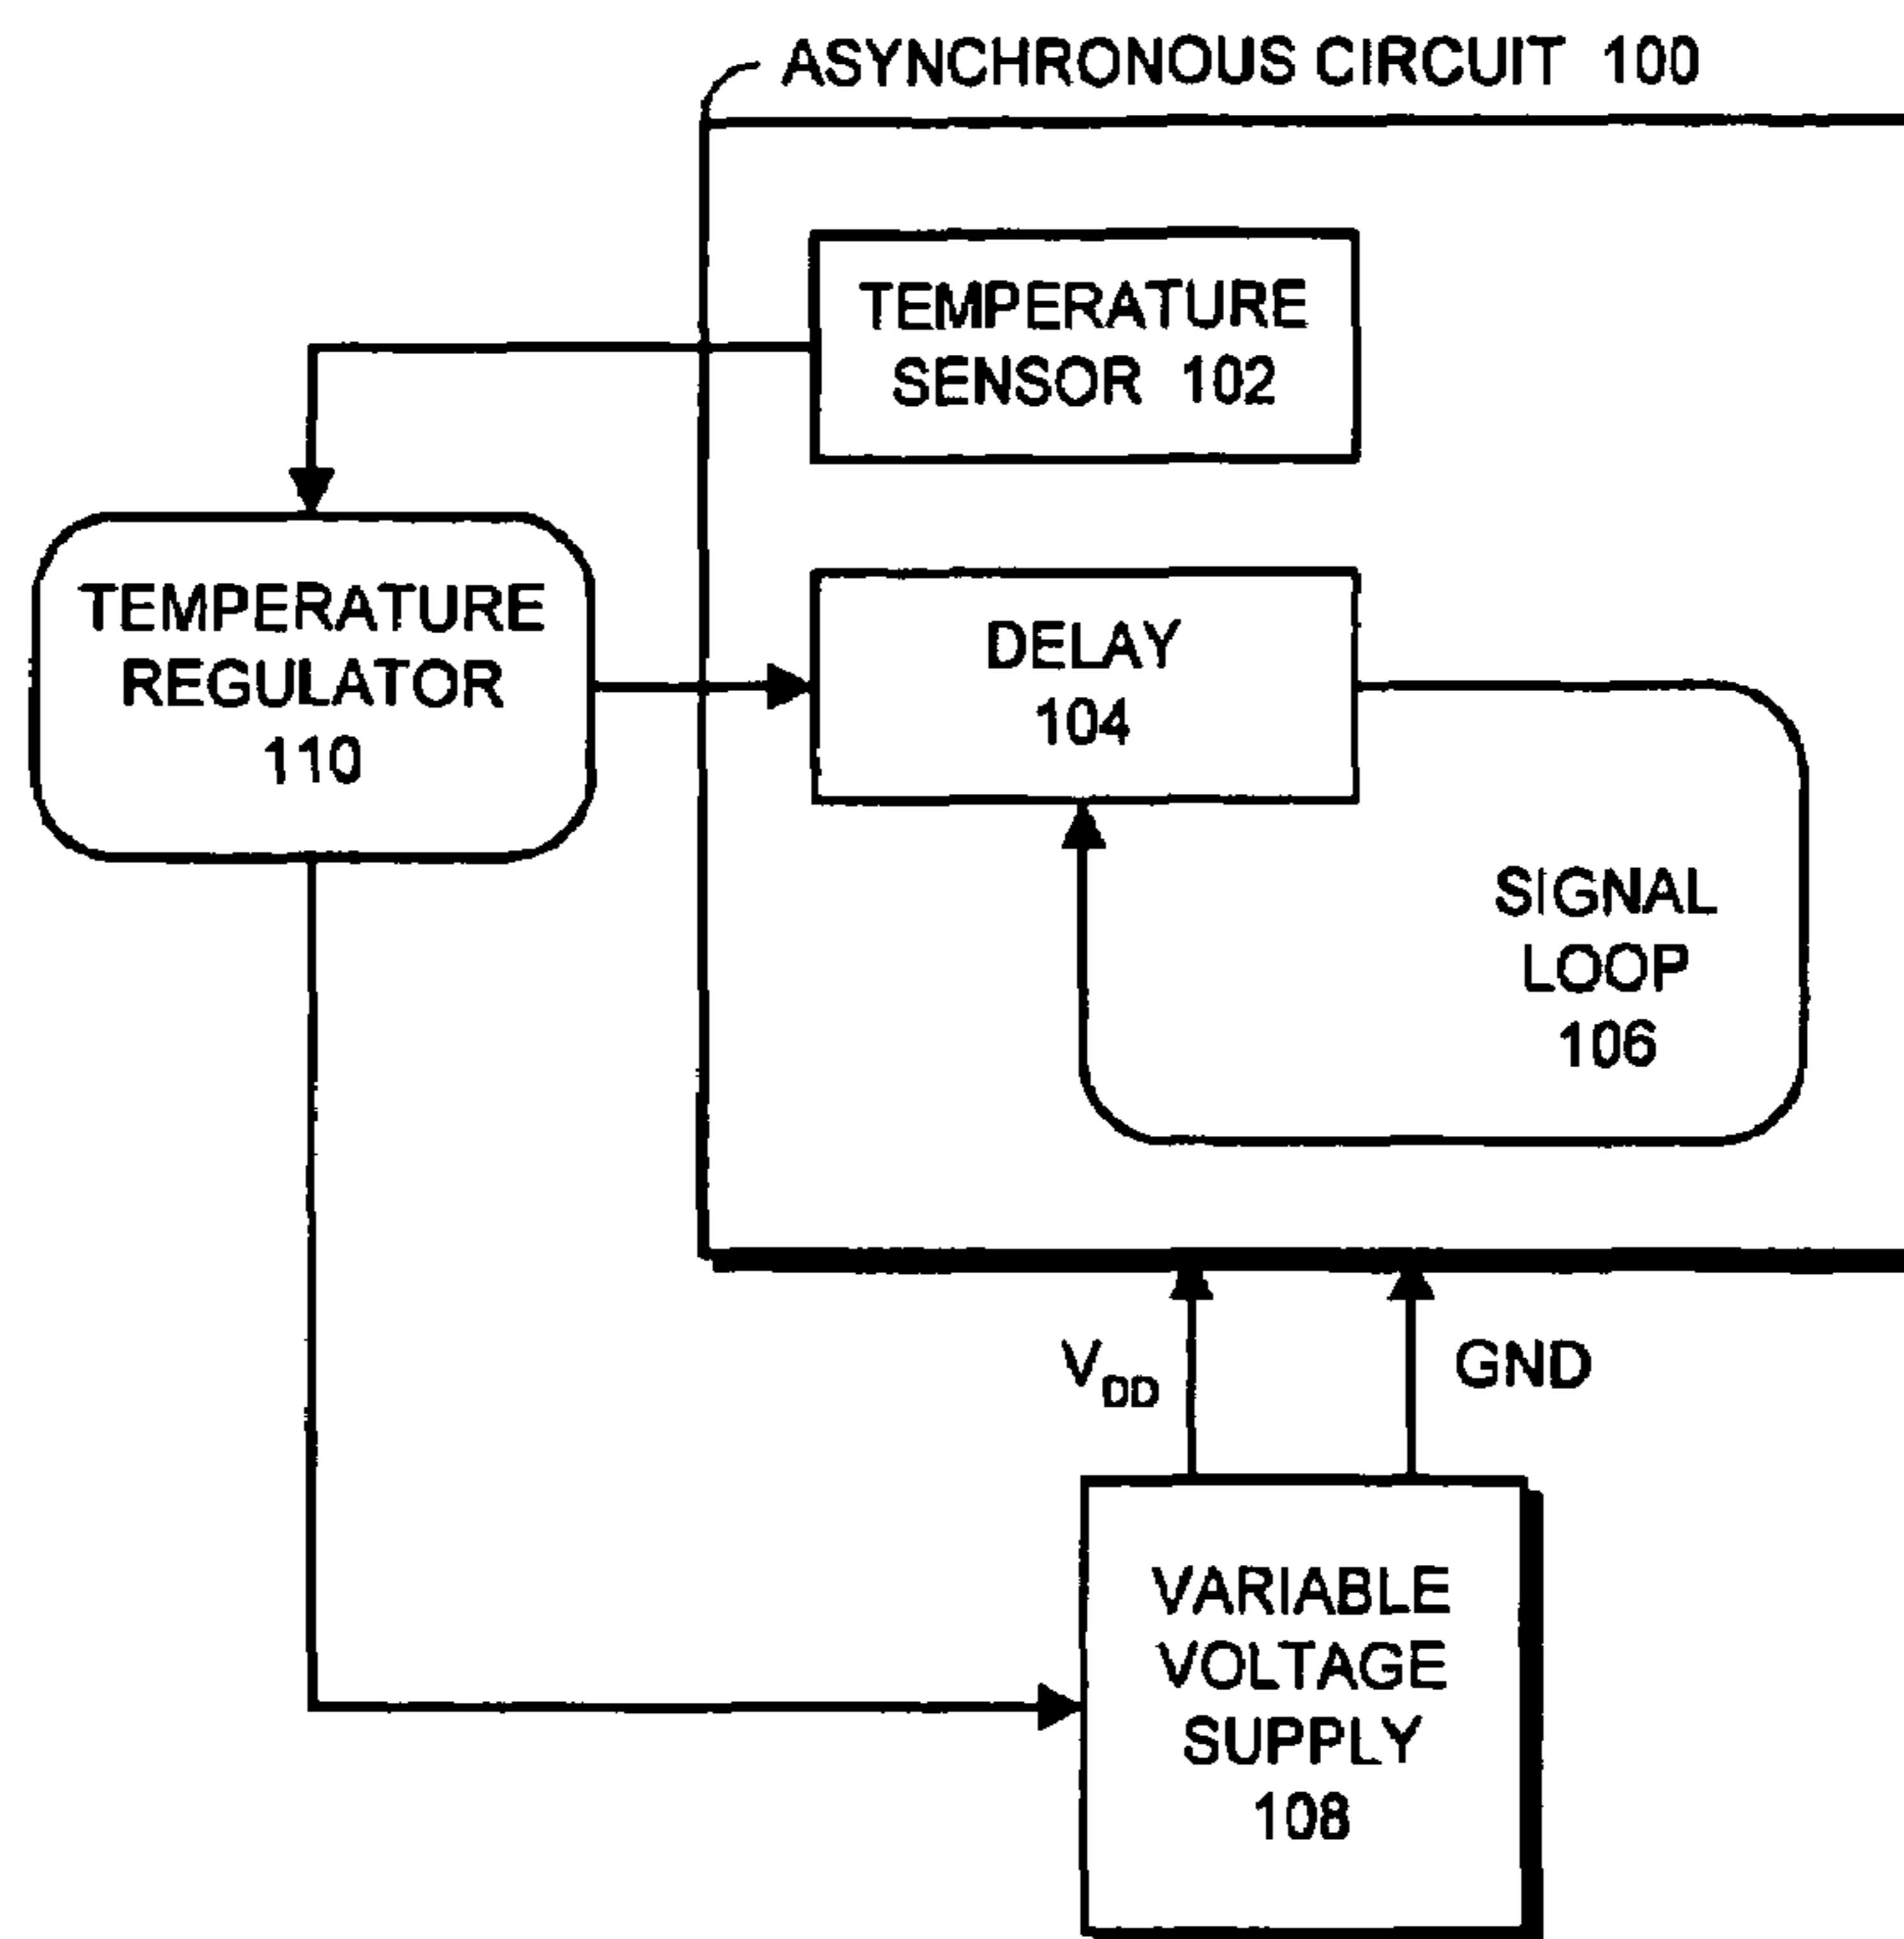 ASYNCHRONOUS CIRCUIT 100
TEMPERATURE
SENSOR 102
TEMPERATURE
REGULATOR
110
DELAY
104
SIGNAL
LOOP
106
VDD
GND
VARIABLE
VOLTAGE
SUPPLY
108